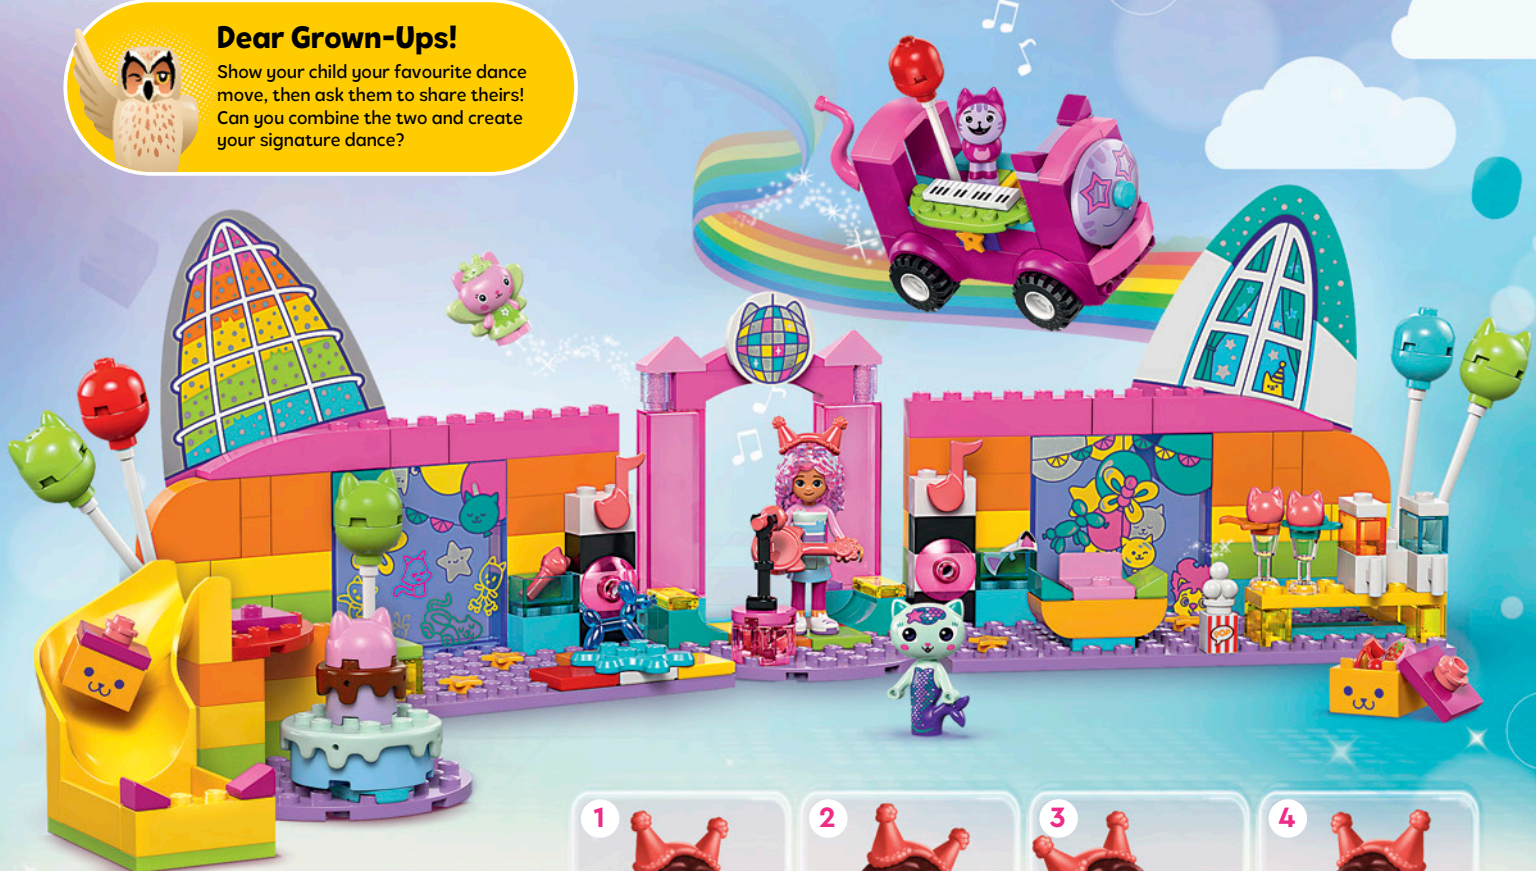 Dear Grown-Ups!
Show your child your favourite dance
move, then ask them to share theirs!
Can you combine the two and create
your signature dance?
POP
1
2
3
4